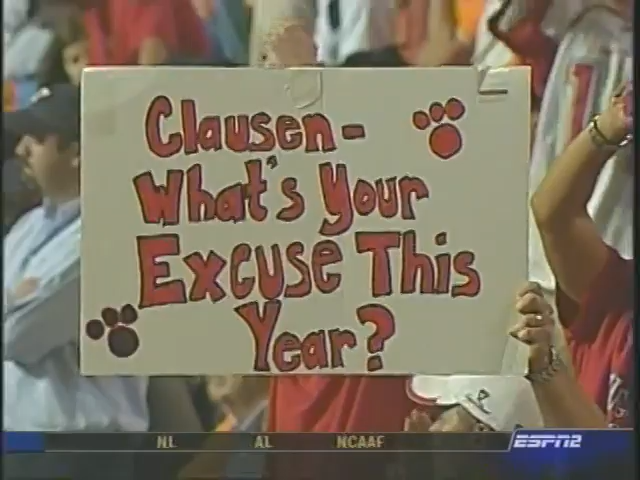 Clausen-
What's Your
Excuse This
Year?
NL AL NCAAF ESPN2